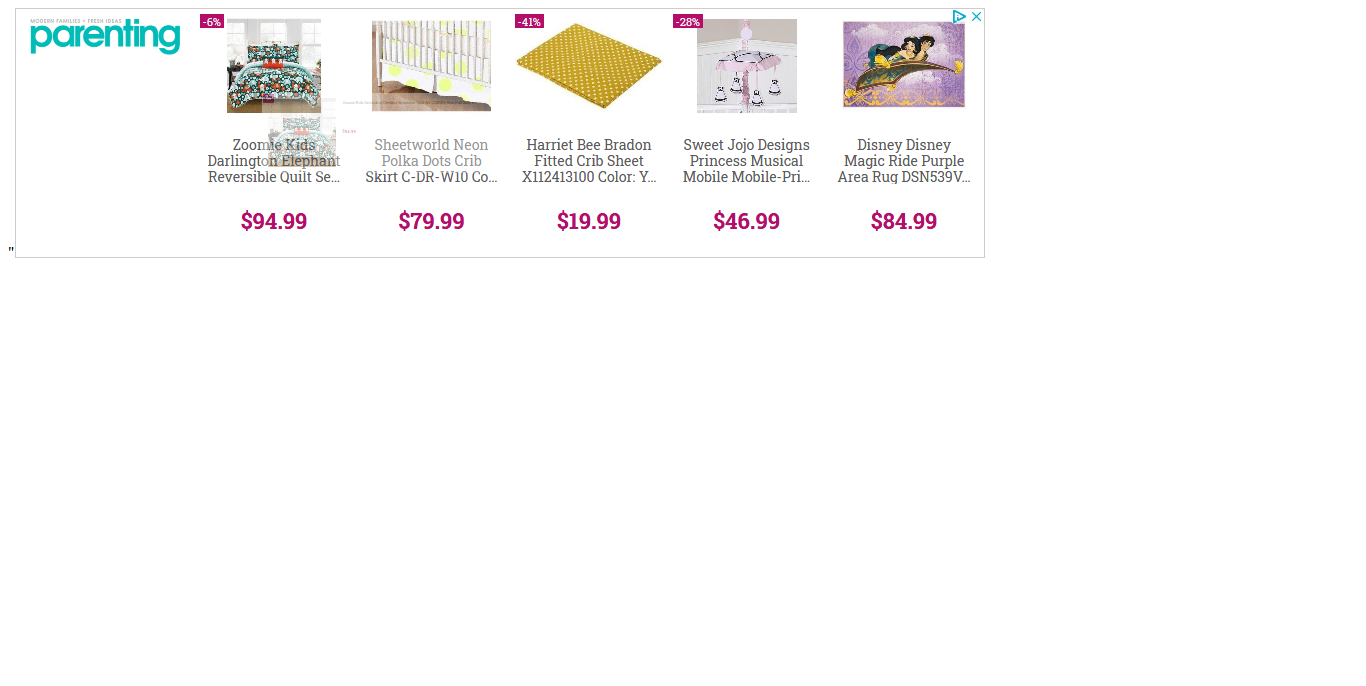 MODERN FAMILIES • FRESH IDEAS
parenting
-6%
Zoomie Kids
Darlington Elephant
Reversible Quilt Se...
$94.99
Sheetworld Neon
Polka Dots Crib
Skirt C-DR-W10 Co...
$79.99
-41%
Harriet Bee Bradon
Fitted Crib Sheet
X112413100 Color: Y...
$19.99
-28%
Sweet Jojo Designs
Princess Musical
Mobile Mobile-Pri...
$46.99
Disney Disney
Magic Ride Purple
Area Rug DSN539V...
$84.99
"